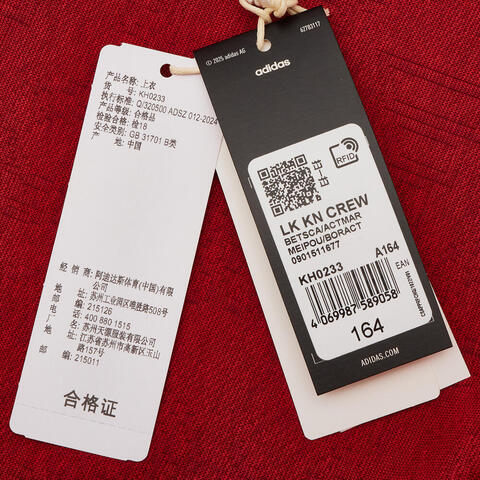 产品名称: 上衣
货 号: KH0233
执行标准: Q/320500 ADSZ 012-2024
产品等级: 合格品
检验合格: 检18
安全类别: GB 31701 B类
产 地: 中国
经 销 商: 阿迪达斯体育(中国)有限公司
地 址: 苏州工业园区唯胜路508号
邮 编: 215126
电 话: 400 880 1515
厂 名: 苏州天源服装有限公司
地 址: 江苏省苏州市高新区玉山路157号
邮 编: 215011
合格证
62703117
© 2025 adidas AG
adidas
RFID
LK KN CREW
BETSCA/ACTMAR
MEIPOU/BORACT
0901511677
KH0233
A164
EAN
4 069987 589058
164
ADIDAS.COM